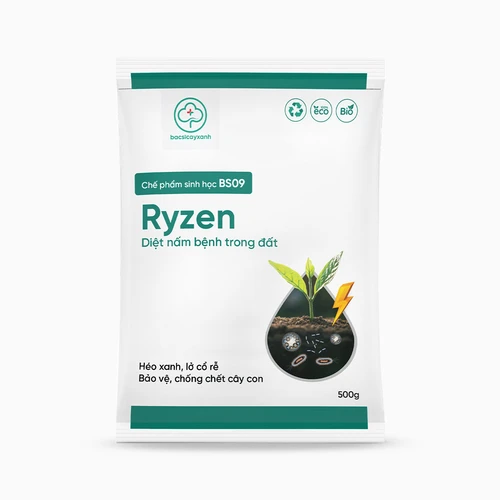 bacsicayxanh
eco
Bio
Chế phẩm sinh học BS09
Ryzen
Diệt nấm bệnh trong đất
Héo xanh, lở cổ rễ
Bảo vệ, chống chết cây con
500g